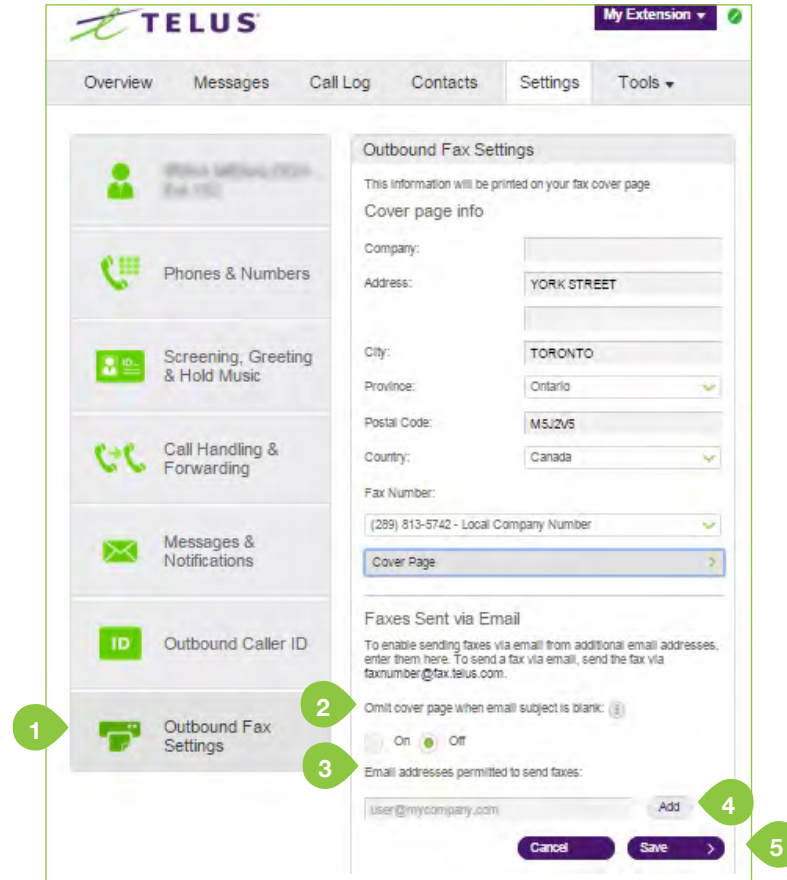 TELUS
My Extension
Overview Messages Call Log Contacts Settings Tools
Phones & Numbers
Screening, Greeting
& Hold Music
Call Handling &
Forwarding
Messages &
Notifications
ID
Outbound Caller ID
1
Outbound Fax
Settings
Outbound Fax Settings
This information will be printed on your fax cover page
Cover page info
Company:
Address: YORK STREET
City: TORONTO
Province: Ontario
Postal Code: M5J2V5
Country: Canada
Fax Number:
(289) 813-5742 - Local Company Number
Cover Page
Faxes Sent via Email
To enable sending faxes via email from additional email addresses,
enter them here. To send a fax via email, send the fax via
faxnumber@fax.telus.com.
2
Omit cover page when email subject is blank:
On Off
3
Email addresses permitted to send faxes:
user@mycompany.com Add 4
Cancel Save 5